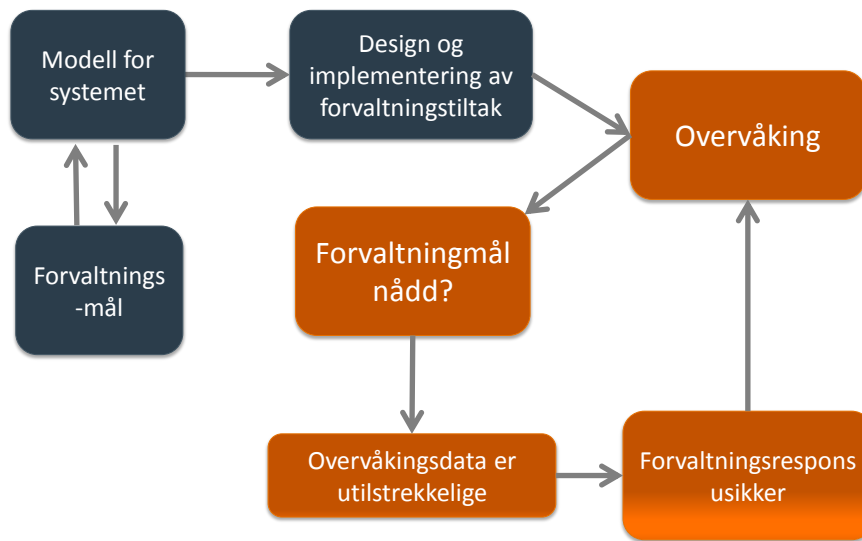 Modell for
systemet
Design og
implementering av
forvaltningstiltak
Overvåking
Forvaltnings
-mål
Forvaltningmål
nådd?
Overvåkingsdata er
utilstrekkelige
Forvaltningsrespons
usikker